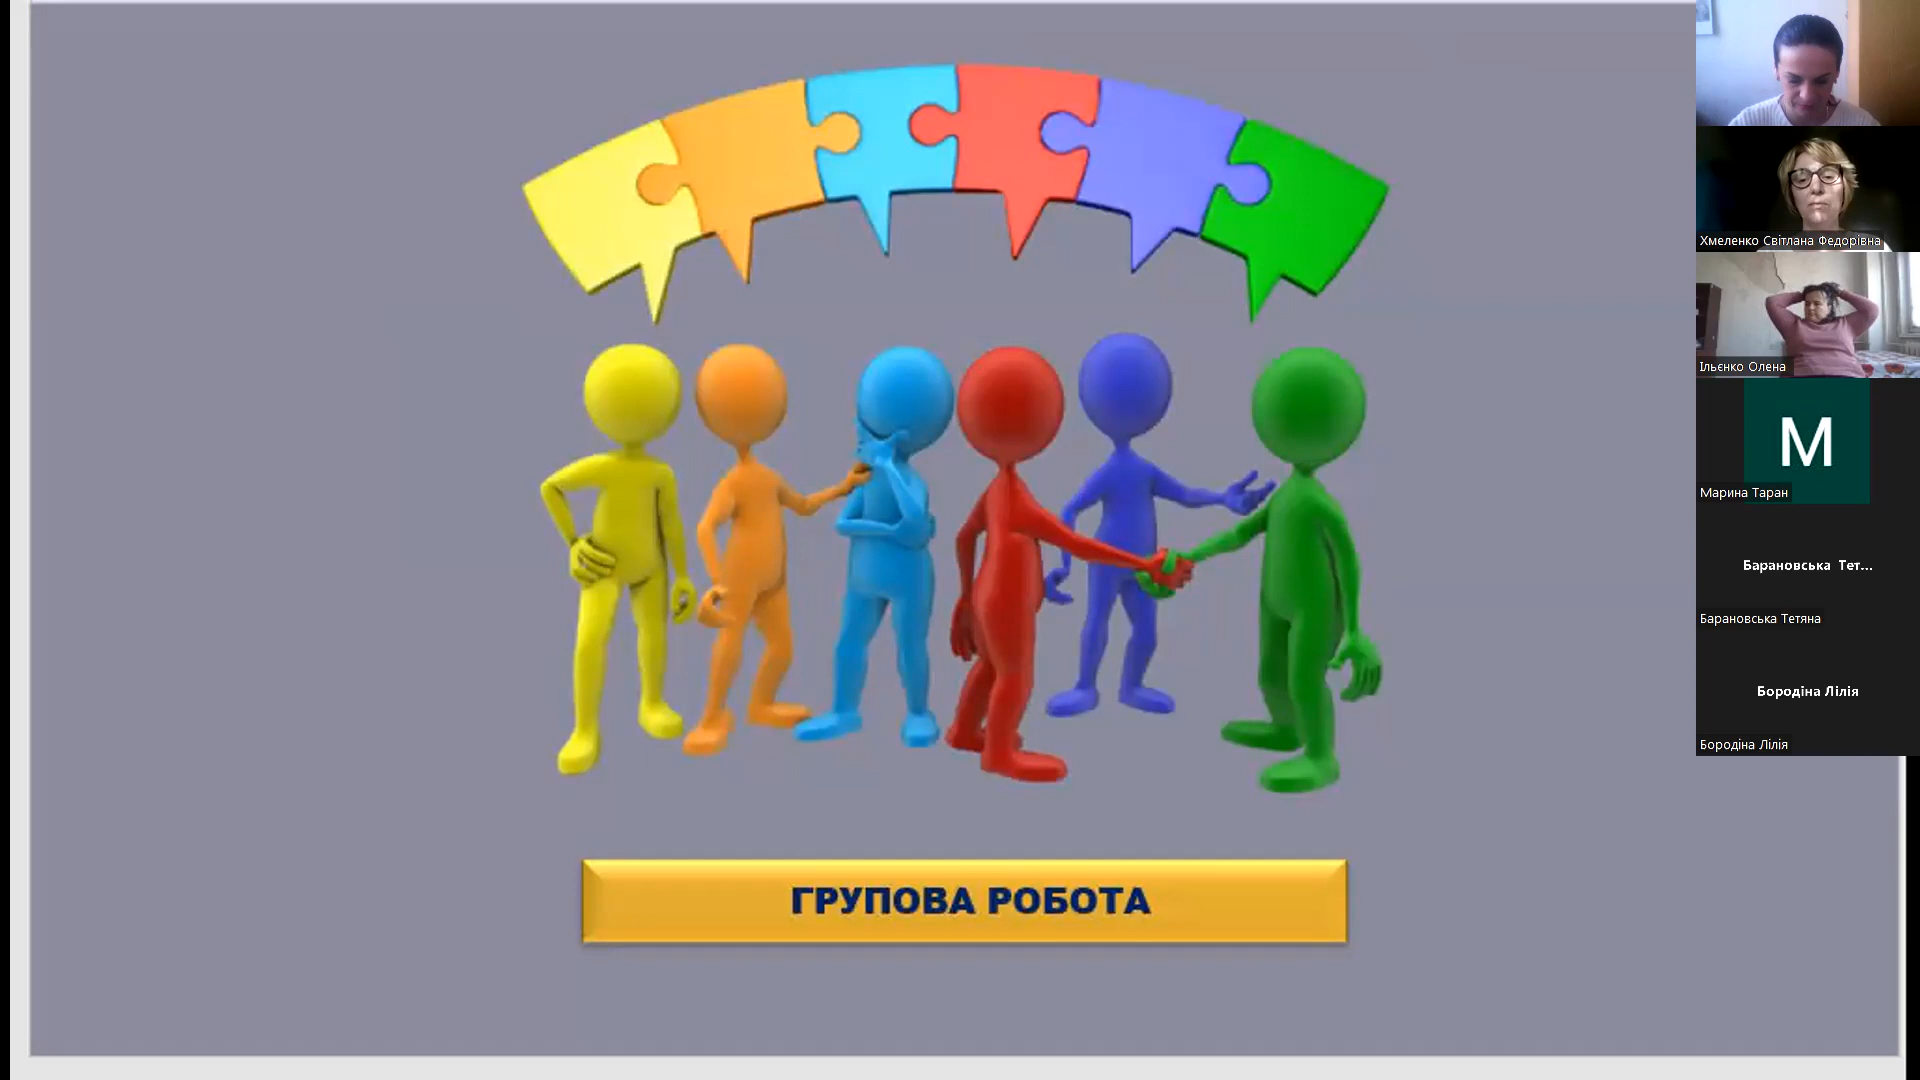 ГРУПОВА РОБОТА
Хмеленко Світлана Федорівна
Ільєнко Олена
М
Марина Таран
Барановська Тет...
Барановська Тетяна
Бородіна Лілія
Бородіна Лілія